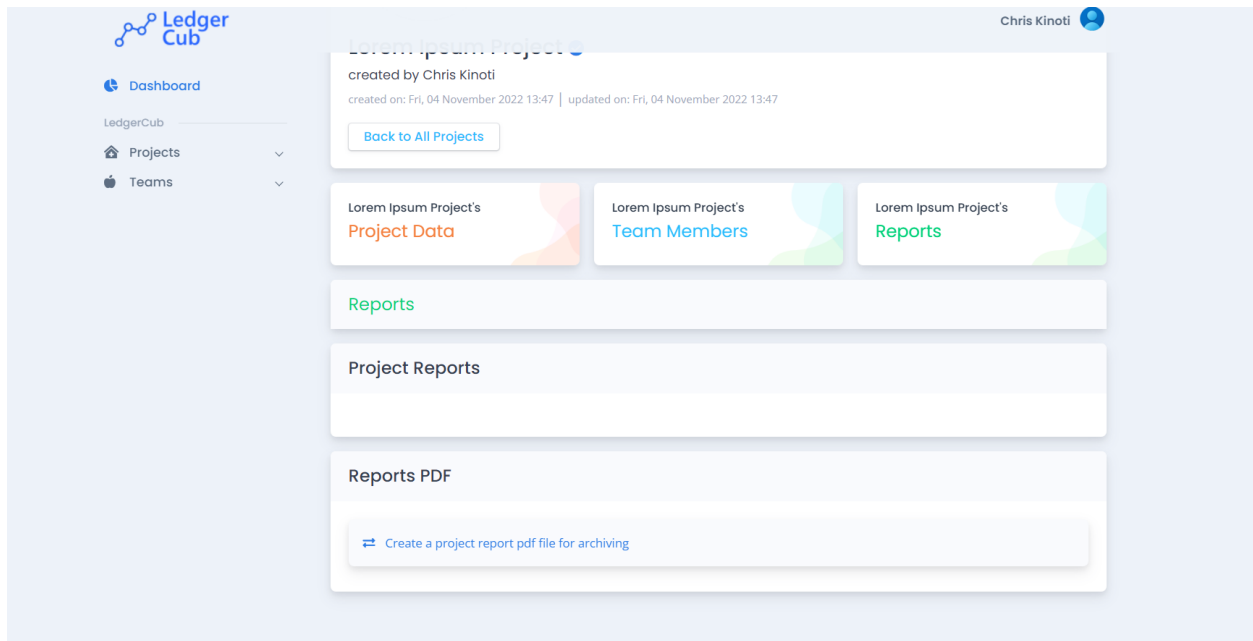 Ledger
Cub
Chris Kinoti
Dashboard
LedgerCub
Projects
Teams
Lorem Ipsum Project
created by Chris Kinoti
created on: Fri, 04 November 2022 13:47 | updated on: Fri, 04 November 2022 13:47
Back to All Projects
Lorem Ipsum Project's
Project Data
Lorem Ipsum Project's
Team Members
Lorem Ipsum Project's
Reports
Reports
Project Reports
Reports PDF
Create a project report pdf file for archiving